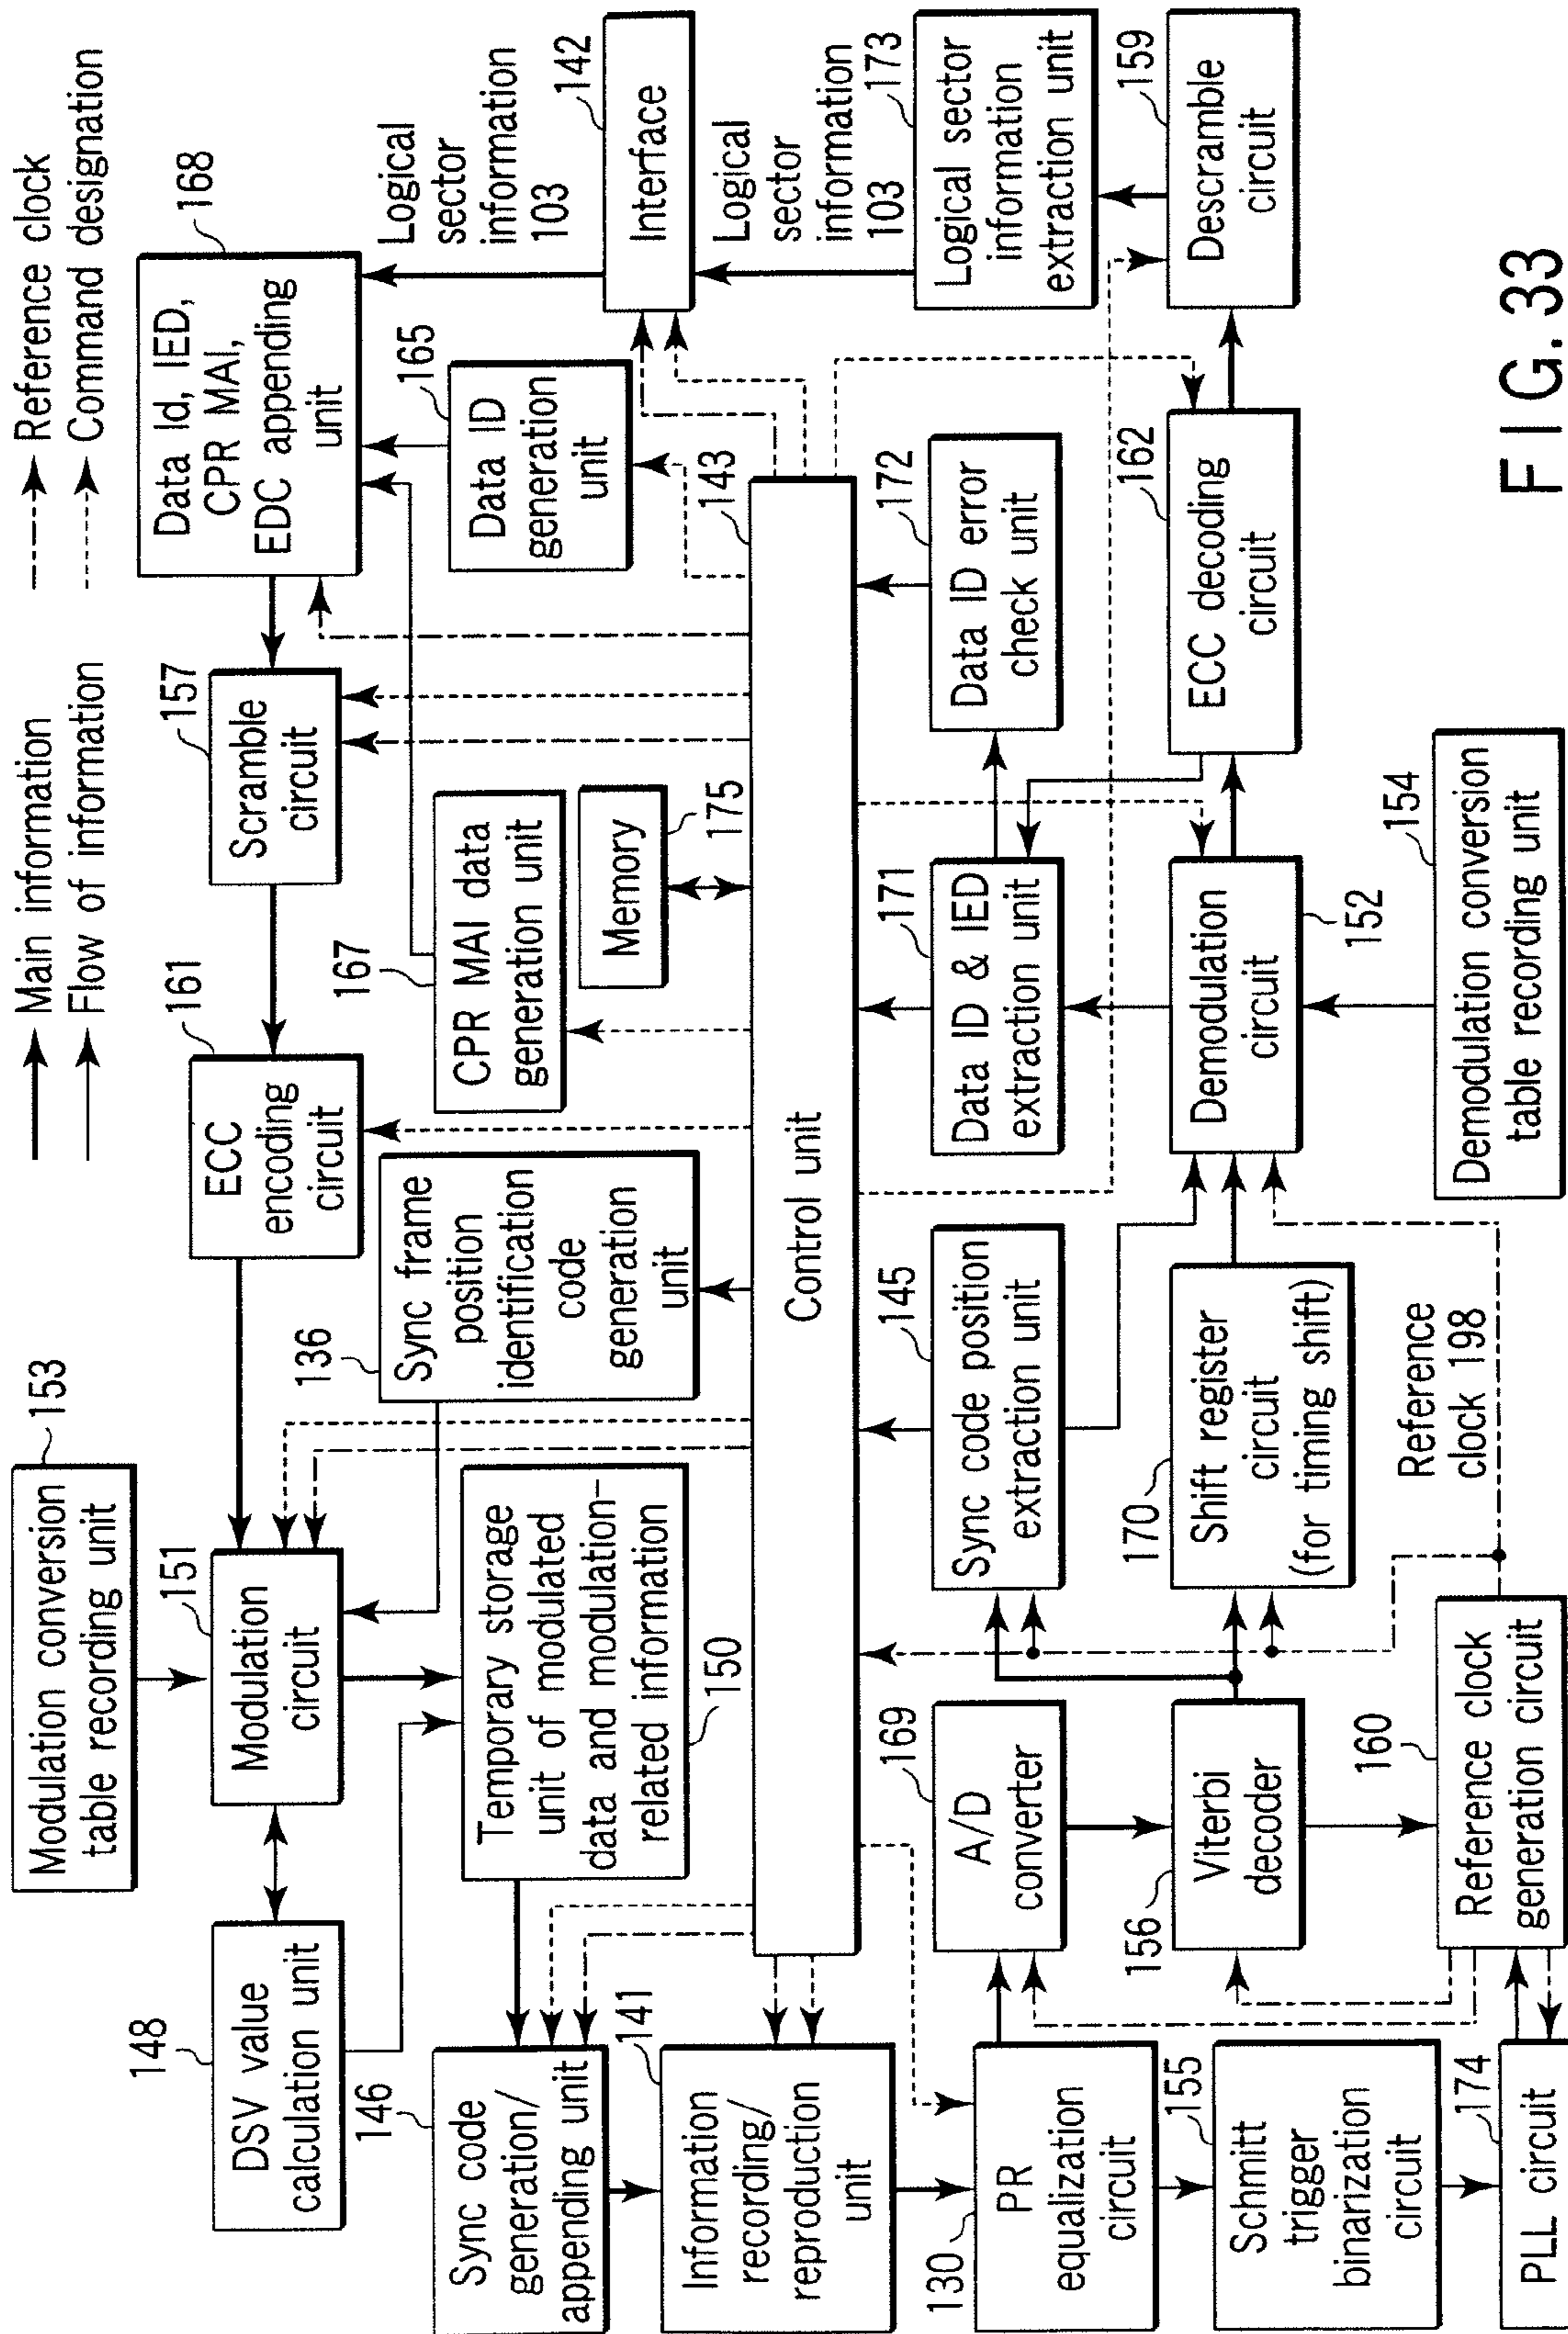 Main information
Flow of information
Reference clock
Command designation
Modulation conversion
table recording unit
153
148
DSV value
calculation unit
151
Modulation
circuit
161
ECC
encoding
circuit
157
Scramble
circuit
168
Data Id, IED,
CPR MAI,
EDC appending
unit
Logical
sector
information
103
146
Sync code
generation/
appending unit
Temporary storage
unit of modulated
data and modulation-
related information
150
136
Sync frame
position
identification
code
generation
unit
167
CPR MAI data
generation unit
Memory
175
165
Data ID
generation
unit
142
Interface
141
Information
recording/
reproduction
unit
Control unit
143
Logical
sector
information
103
130
PR
equalization
circuit
169
A/D
converter
145
Sync code position
extraction unit
171
Data ID & IED
extraction unit
172
Data ID error
check unit
173
Logical sector
information
extraction unit
155
Schmitt
trigger
binarization
circuit
156
Viterbi
decoder
170
Shift register
circuit
(for timing shift)
Demodulation
circuit
152
162
ECC decoding
circuit
159
Descramble
circuit
174
PLL circuit
160
Reference clock
generation circuit
Reference
clock 198
154
Demodulation conversion
table recording unit
FIG. 33